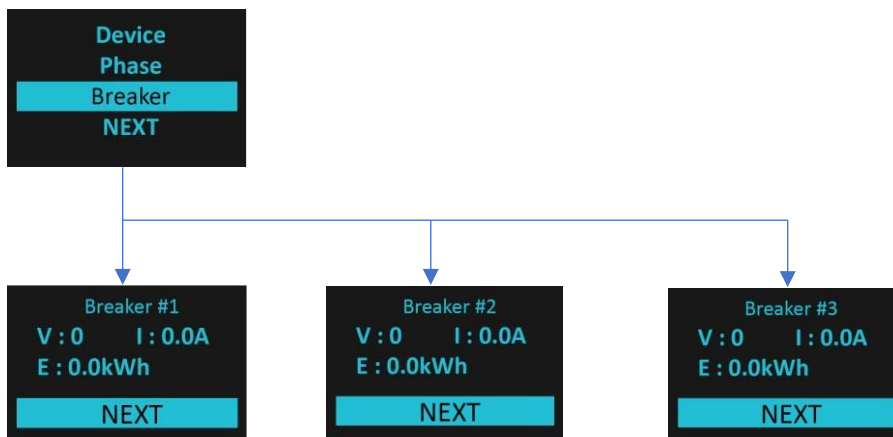 Device
Phase
Breaker
NEXT
Breaker #1
V : 0 I : 0.0A
E : 0.0kWh
NEXT
Breaker #2
V : 0 I : 0.0A
E : 0.0kWh
NEXT
Breaker #3
V : 0 I : 0.0A
E : 0.0kWh
NEXT